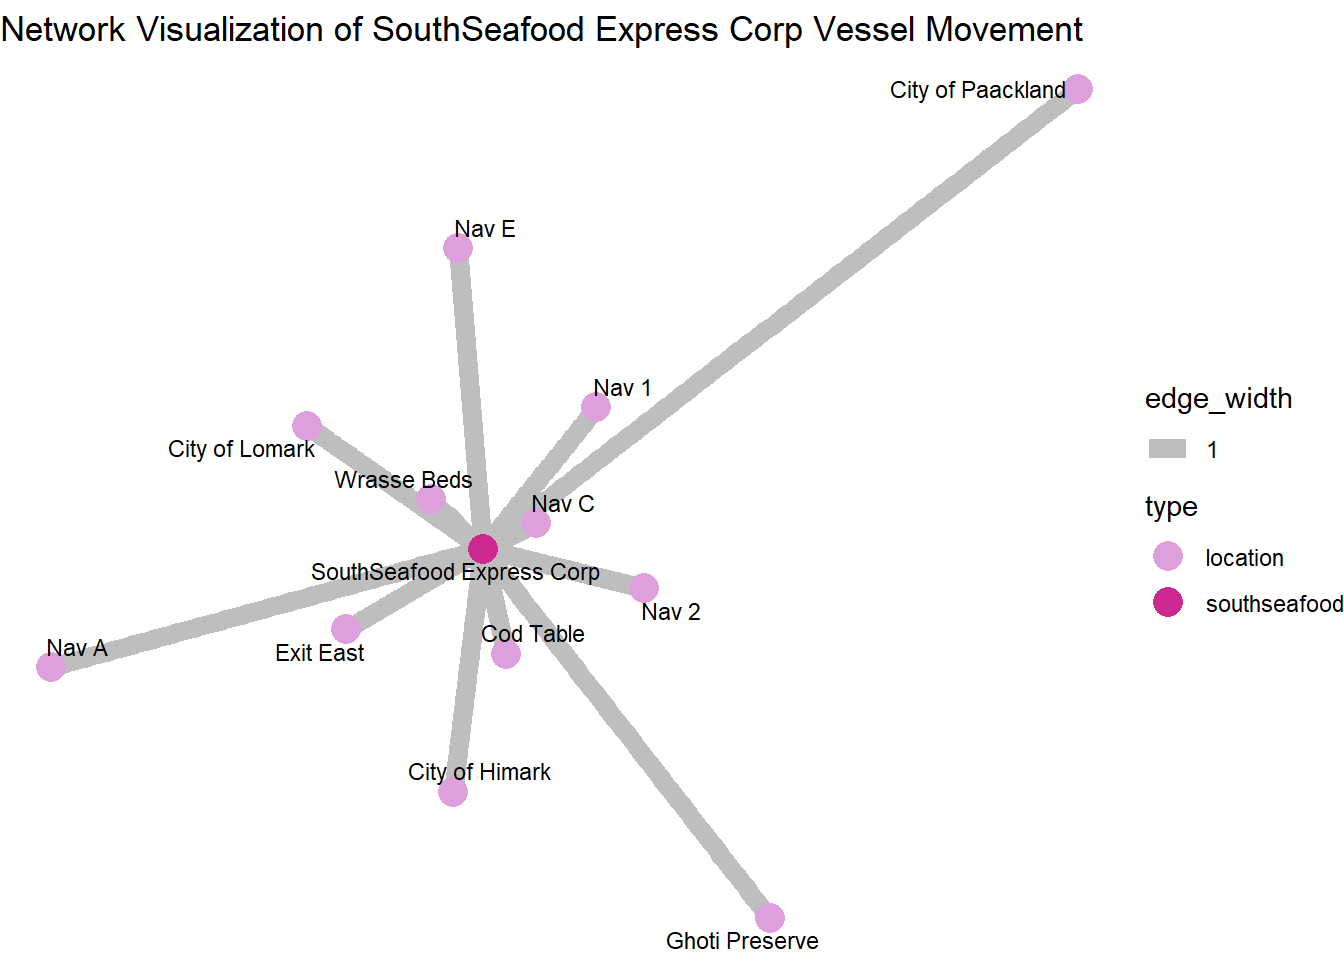 Network Visualization of SouthSeafood Express Corp Vessel Movement
City of Paackland
Nav E
Nav 1
City of Lomark
Wrasse Beds
Nav C
SouthSeafood Express Corp
Nav 2
Cod Table
Nav A
Exit East
City of Himark
Ghoti Preserve
edge_width
1
type
location
southseafood